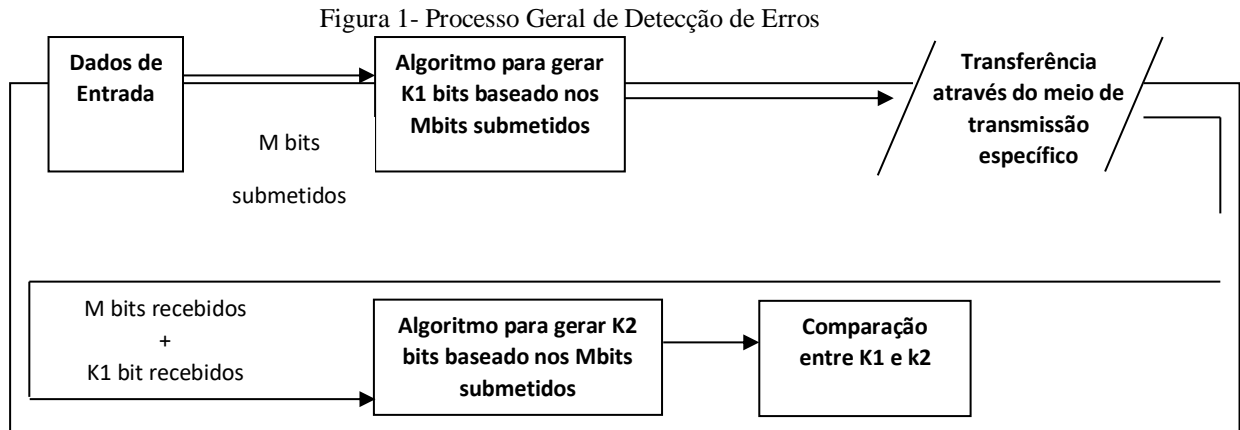 Figura 1- Processo Geral de Detecção de Erros
Dados de
Entrada
M bits
submetidos
Algoritmo para gerar
K1 bits baseado nos
Mbits submetidos
Transferência
através do meio de
transmissão
específico
M bits recebidos
+
K1 bit recebidos
Algoritmo para gerar K2
bits baseado nos Mbits
submetidos
Comparação
entre K1 e k2